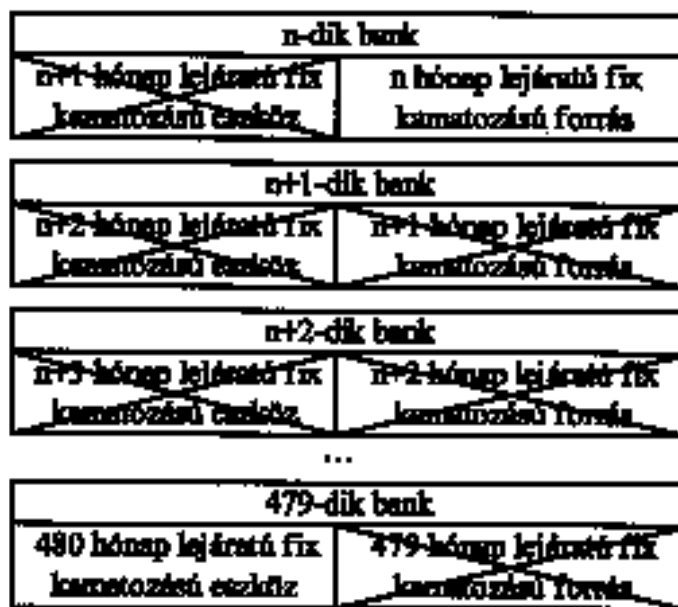 n-dik bank
n+1 hónap lejáratú fix n hónap lejáratú fix
kamatozású eszköz kamatozású forrás
n+1-dik bank
n+2 hónap lejáratú fix n+1 hónap lejáratú fix
kamatozású eszköz kamatozású forrás
n+2-dik bank
n+3 hónap lejáratú fix n+2 hónap lejáratú fix
kamatozású eszköz kamatozású forrás
...
479-dik bank
480 hónap lejáratú fix 479 hónap lejáratú fix
kamatozású eszköz kamatozású forrás